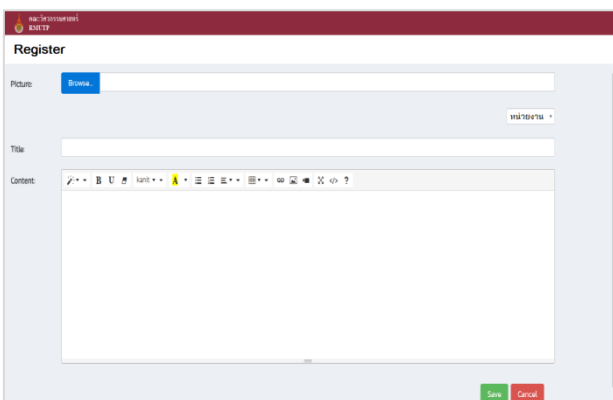 คณะวิศวกรรมศาสตร์
RMUTP
Register
Picture: Browse..
หน่วยงาน
Title:
Content: B U kanit A ?
Save Cancel